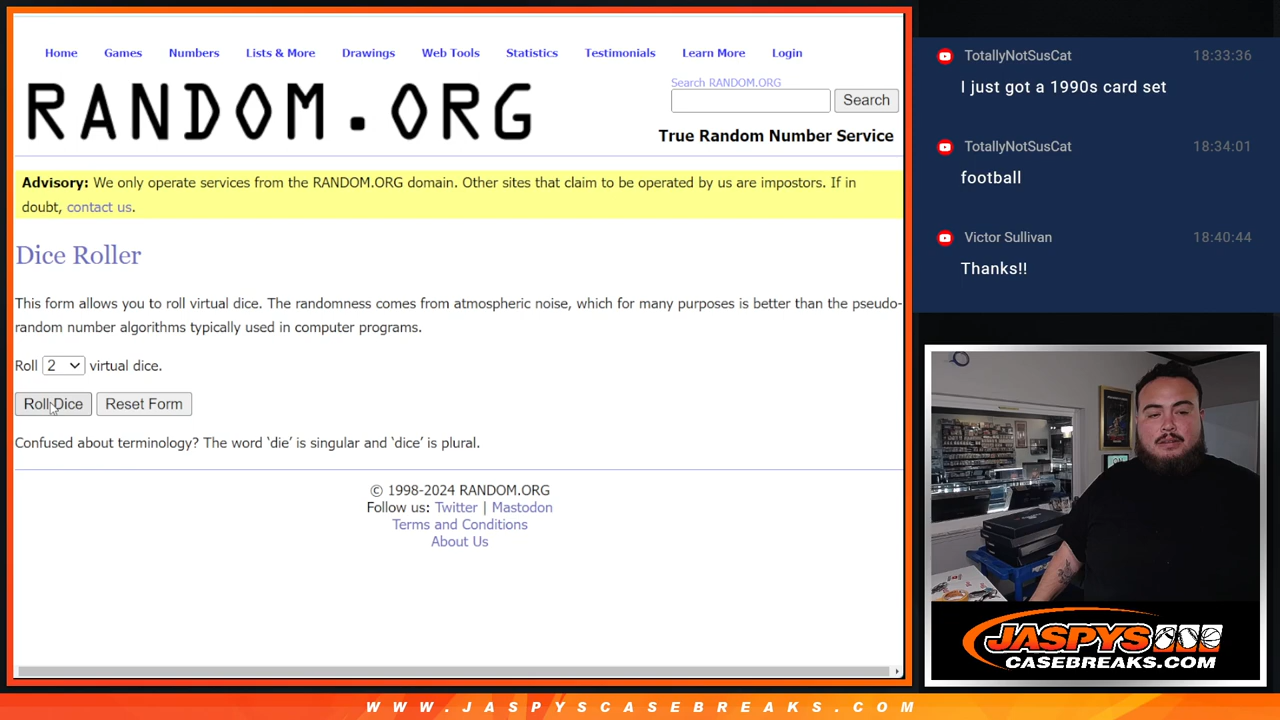 Home Games Numbers Lists & More Drawings Web Tools Statistics Testimonials Learn More Login
RANDOM.ORG
Search RANDOM.ORG
Search
True Random Number Service
Advisory: We only operate services from the RANDOM.ORG domain. Other sites that claim to be operated by us are impostors. If in
doubt, contact us.
Dice Roller
This form allows you to roll virtual dice. The randomness comes from atmospheric noise, which for many purposes is better than the pseudo-
random number algorithms typically used in computer programs.
Roll 2 virtual dice.
Roll Dice Reset Form
Confused about terminology? The word ‘die’ is singular and ‘dice’ is plural.
© 1998-2024 RANDOM.ORG
Follow us: Twitter | Mastodon
Terms and Conditions
About Us
TotallyNotSusCat 18:33:36
I just got a 1990s card set
TotallyNotSusCat 18:34:01
football
Victor Sullivan 18:40:44
Thanks!!
JASPYS
CASEBREAKS.COM
WWW.JASPYSCASEBREAKS.COM